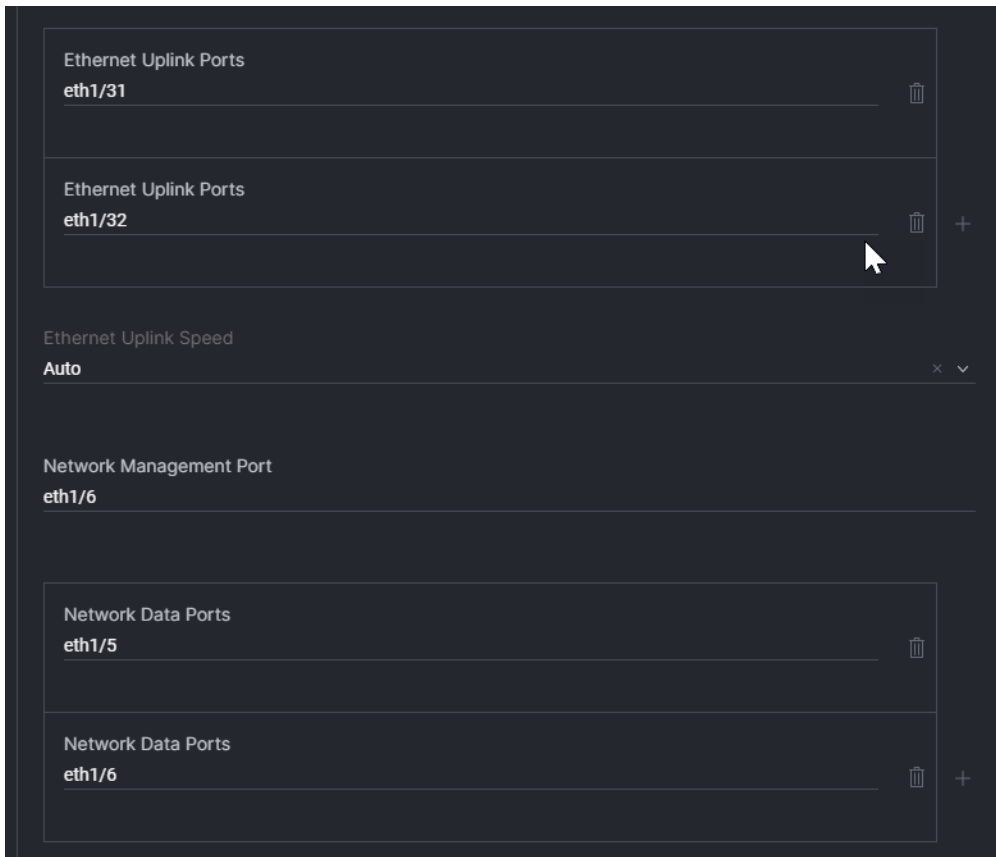 Ethernet Uplink Ports
eth1/31
Ethernet Uplink Ports
eth1/32
Ethernet Uplink Speed
Auto
Network Management Port
eth1/6
Network Data Ports
eth1/5
Network Data Ports
eth1/6